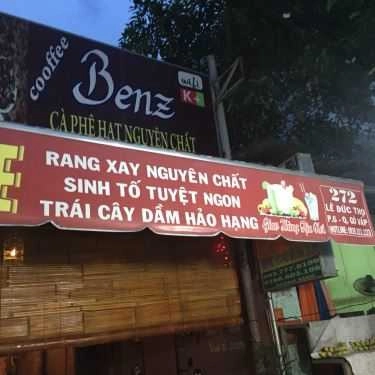 cooffee
Benz
wifi
K+
CÀ PHÊ HẠT NGUYÊN CHẤT
RANG XAY NGUYÊN CHẤT
SINH TỐ TUYỆT NGON
TRÁI CÂY DẦM HẢO HẠNG
272
LÊ ĐỨC THỌ
P.6 - Q. GÒ VẤP
HOTLINE: